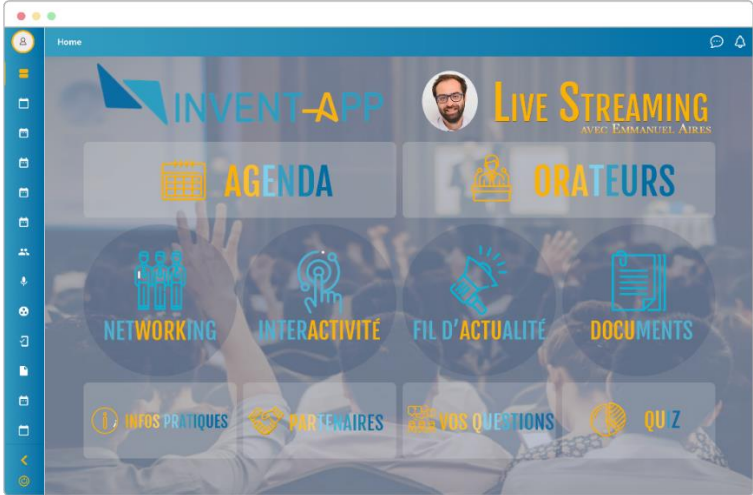 Home
INVENT-APP
LIVE STREAMING
AVEC EMMANUEL AIRES
AGENDA
ORATEURS
NETWORKING
INTERACTIVITÉ
FIL D'ACTUALITÉ
DOCUMENTS
INFOS PRATIQUES
PARTENAIRES
VOS QUESTIONS
QUIZ